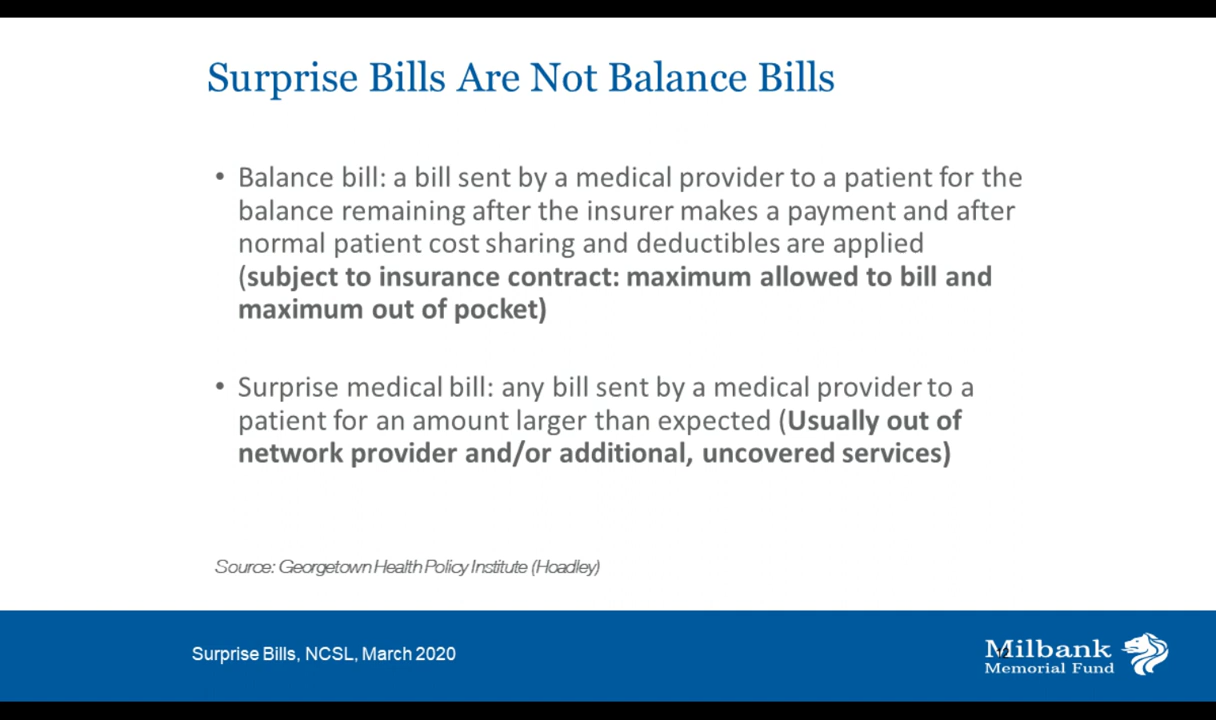 Surprise Bills Are Not Balance Bills
• Balance bill: a bill sent by a medical provider to a patient for the
balance remaining after the insurer makes a payment and after
normal patient cost sharing and deductibles are applied
(subject to insurance contract: maximum allowed to bill and
maximum out of pocket)
• Surprise medical bill: any bill sent by a medical provider to a
patient for an amount larger than expected (Usually out of
network provider and/or additional, uncovered services)
Source: Georgetown Health Policy Institute (Hoadley)
Surprise Bills, NCSL, March 2020
Milbank
Memorial Fund